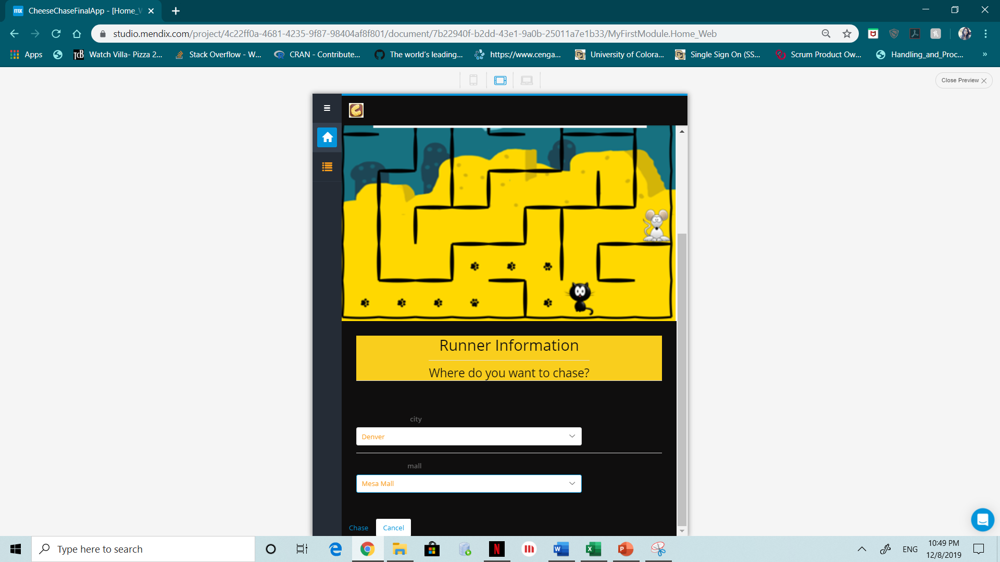 CheeseChaseFinalApp - [Home_W
studio.mendix.com/project/4c22ff0a-4681-4235-9f87-98404af8f801/document/7b22940f-b2dd-43e1-9a0b-25011a7e1b33/MyFirstModule.Home_Web
Apps Watch Villa- Pizza 2... Stack Overflow - W... CRAN - Contribute... The world's leading... https://www.cenga... University of Colora... Single Sign On (SS... Scrum Product Ow... Handling_and_Proc... »
Close Preview
Runner Information
Where do you want to chase?
city
Denver
mall
Mesa Mall
Chase Cancel
Type here to search
ENG
10:49 PM
12/8/2019